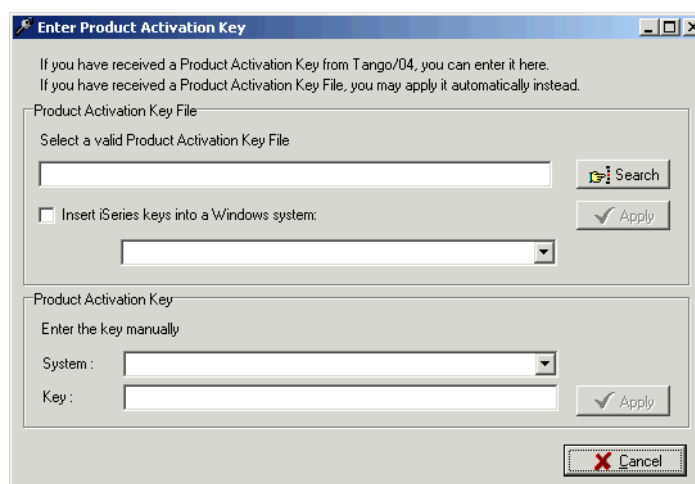 Enter Product Activation Key
If you have received a Product Activation Key from Tango/04, you can enter it here.
If you have received a Product Activation Key File, you may apply it automatically instead.
Product Activation Key File
Select a valid Product Activation Key File
Search
Insert iSeries keys into a Windows system:
Apply
Product Activation Key
Enter the key manually
System :
Key :
Apply
Cancel